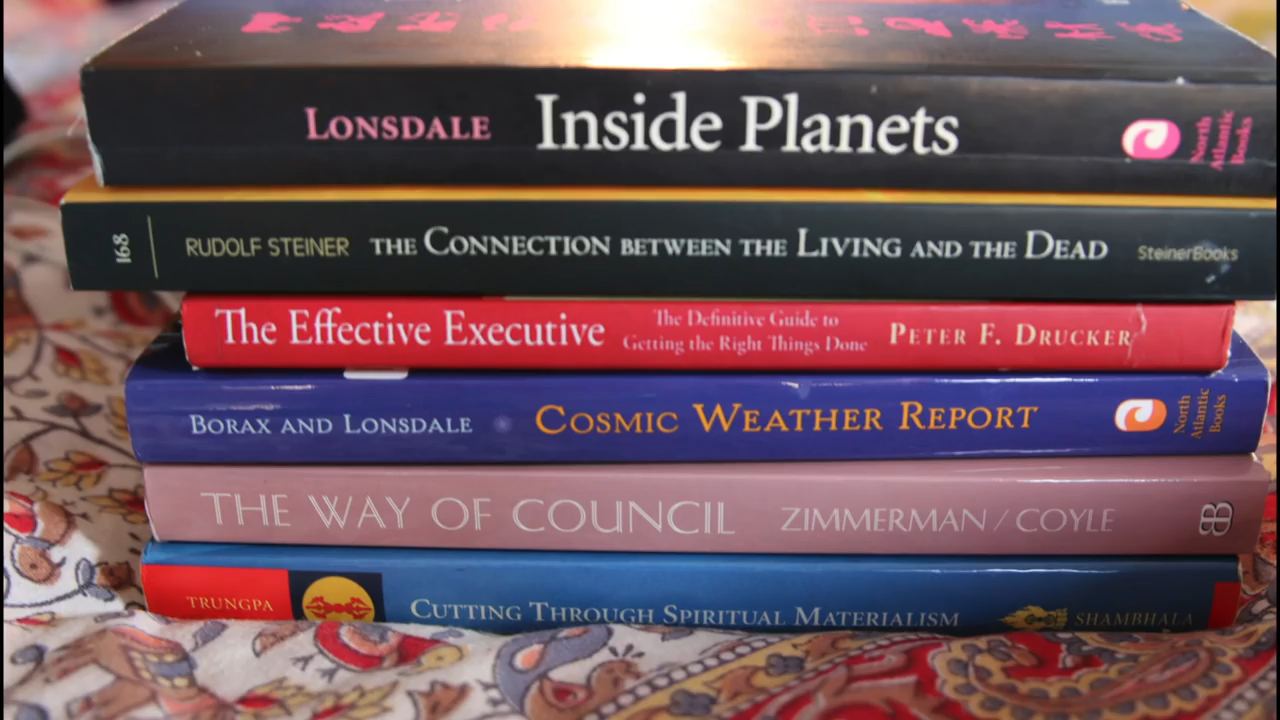 LONSDALE Inside Planets North Atlantic Books
168 RUDOLF STEINER THE CONNECTION BETWEEN THE LIVING AND THE DEAD SteinerBooks
The Effective Executive The Definitive Guide to Getting the Right Things Done PETER F. DRUCKER
BORAX AND LONSDALE COSMIC WEATHER REPORT North Atlantic Books
THE WAY OF COUNCIL ZIMMERMAN / COYLE
TRUNGPA CUTTING THROUGH SPIRITUAL MATERIALISM SHAMBHALA